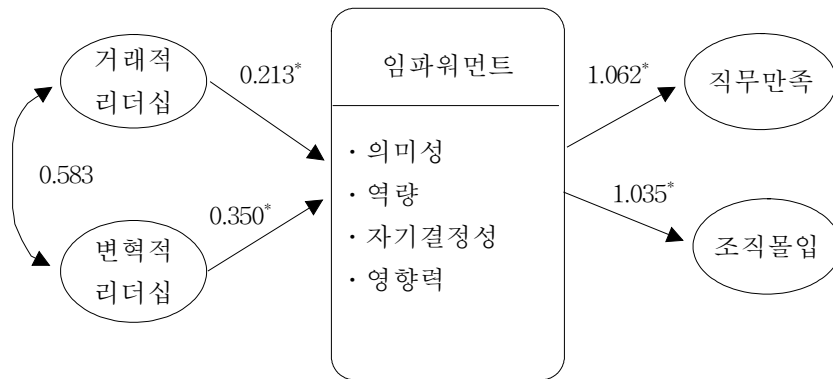 거래적
리더십
0.213*
임파워먼트
1.062*
직무만족
· 의미성
· 역량
· 자기결정성
· 영향력
0.583
0.350*
1.035*
변혁적
리더십
조직몰입